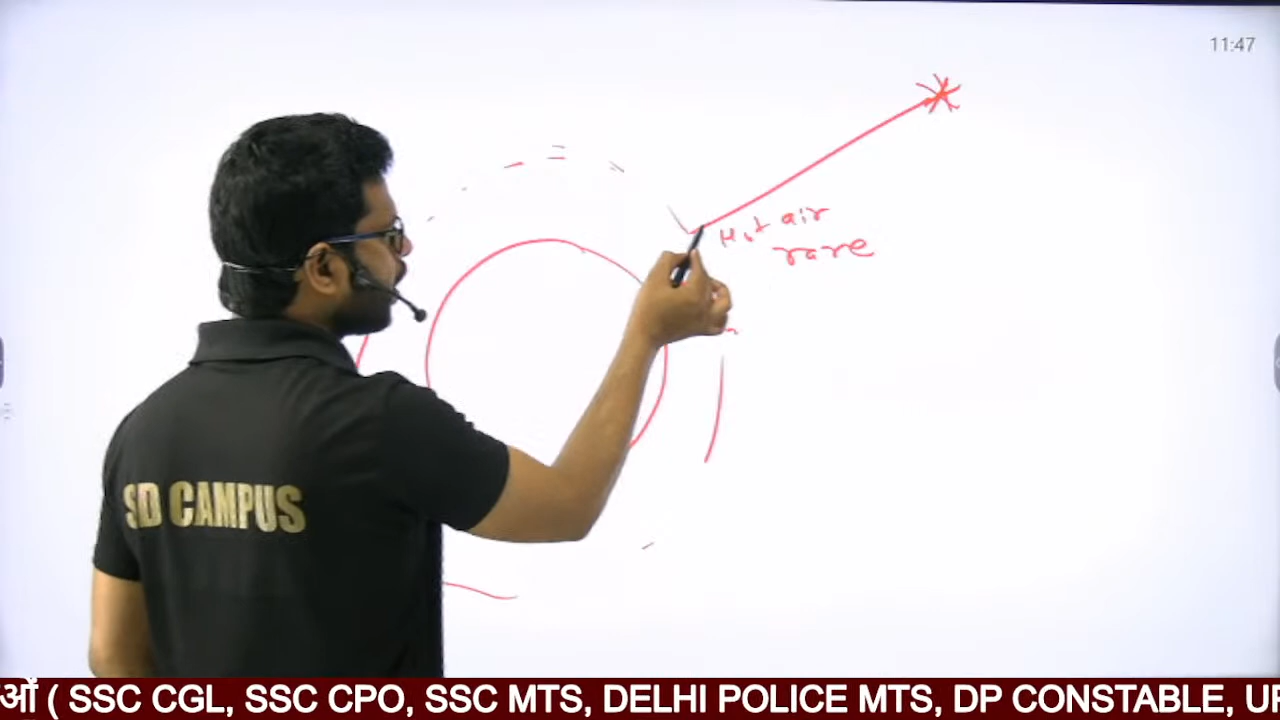 11:47
Hot air
rare
SD CAMPUS
ओं ( SSC CGL, SSC CPO, SSC MTS, DELHI POLICE MTS, DP CONSTABLE, UP